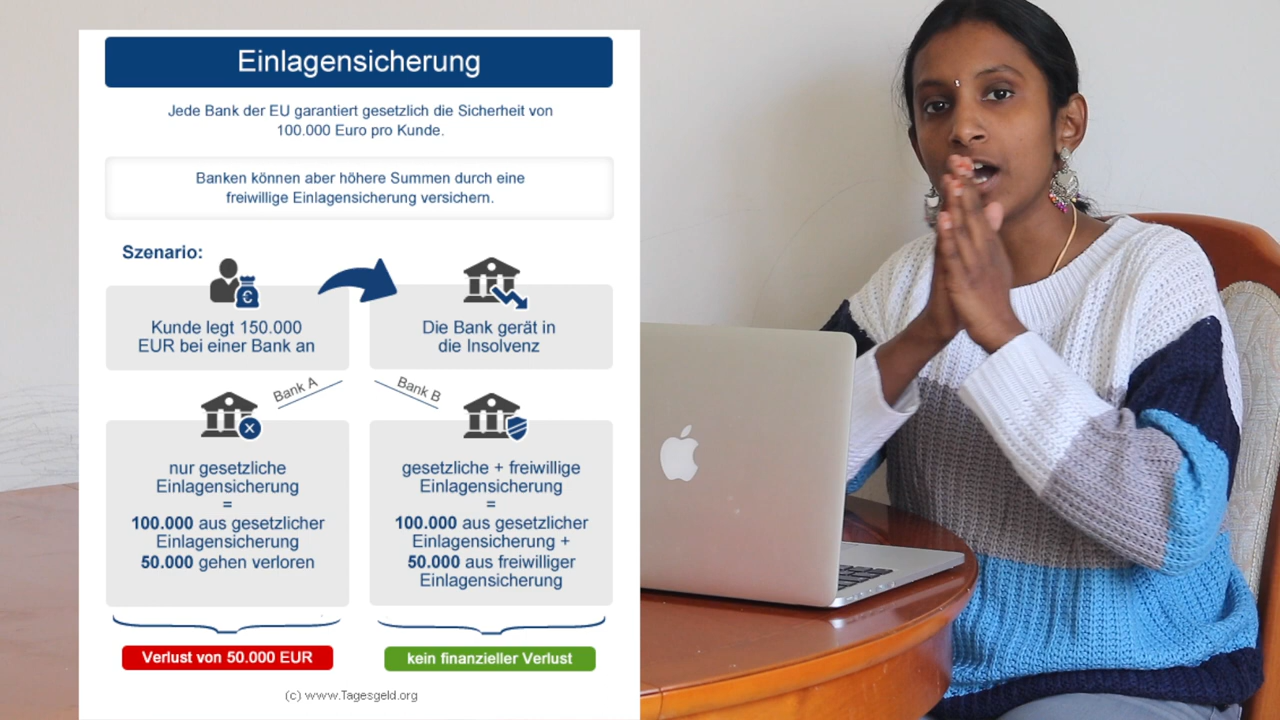 Einlagensicherung
Jede Bank der EU garantiert gesetzlich die Sicherheit von
100.000 Euro pro Kunde.
Banken können aber höhere Summen durch eine
freiwillige Einlagensicherung versichern.
Szenario:
€
Kunde legt 150.000
EUR bei einer Bank an
Die Bank gerät in
die Insolvenz
Bank A
Bank B
nur gesetzliche
Einlagensicherung
=
100.000 aus gesetzlicher
Einlagensicherung
50.000 gehen verloren
gesetzliche + freiwillige
Einlagensicherung
=
100.000 aus gesetzlicher
Einlagensicherung +
50.000 aus freiwilliger
Einlagensicherung
Verlust von 50.000 EUR
kein finanzieller Verlust
(c) www.Tagesgeld.org